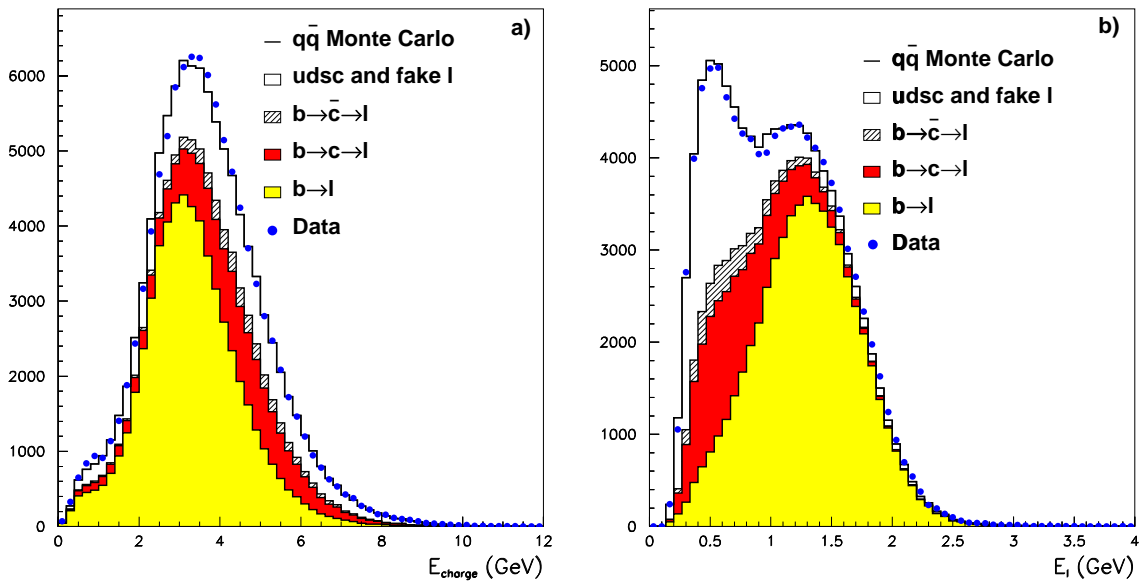 a)
qq̄ Monte Carlo
udsc and fake l
b→c̄→l
b→c→l
b→l
Data
6000
5000
4000
3000
2000
1000
0
0 2 4 6 8 10 12
E_charge (GeV)
b)
qq̄ Monte Carlo
udsc and fake l
b→c̄→l
b→c→l
b→l
Data
5000
4000
3000
2000
1000
0
0 0.5 1 1.5 2 2.5 3 3.5 4
E_l (GeV)